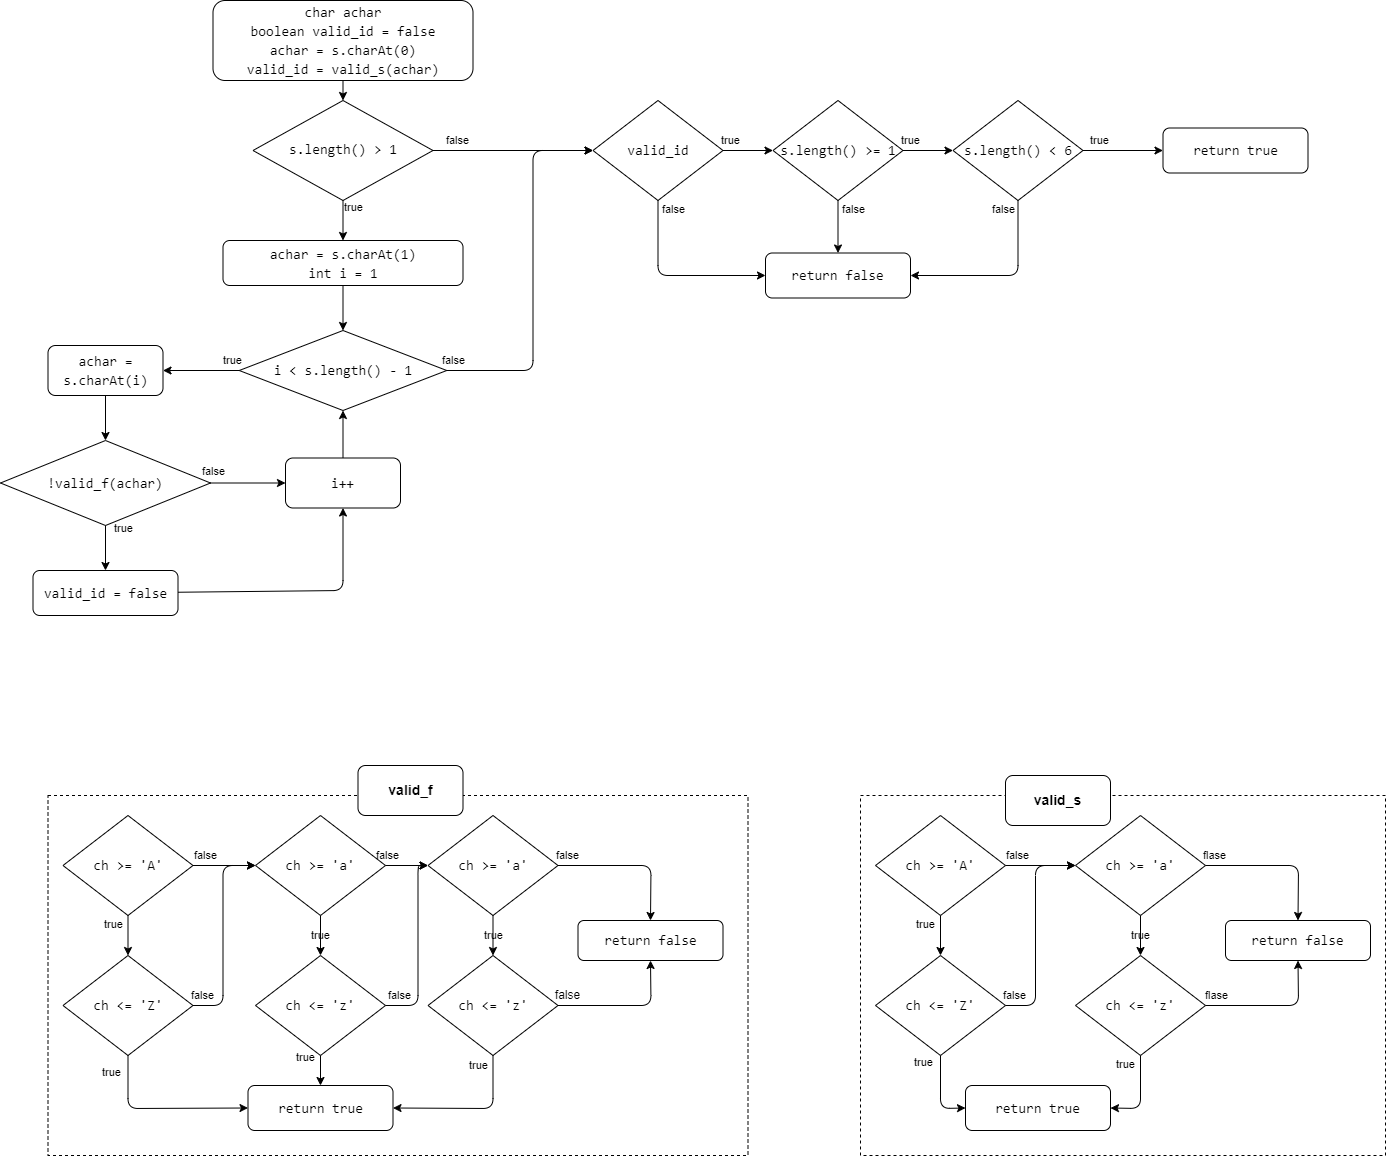 char achar
boolean valid_id = false
achar = s.charAt(0)
valid_id = valid_s(achar)
s.length() > 1
false
true
valid_id
true
false
s.length() >= 1
true
false
s.length() < 6
true
false
return true
return false
achar = s.charAt(1)
int i = 1
i < s.length() - 1
true
false
achar =
s.charAt(i)
!valid_f(achar)
false
true
i++
valid_id = false
valid_f
ch >= 'A'
false
ch >= 'a'
false
ch >= 'a'
false
true
true
true
return false
ch <= 'Z'
false
ch <= 'z'
false
ch <= 'z'
false
true
true
true
return true
valid_s
ch >= 'A'
false
ch >= 'a'
flase
true
true
return false
ch <= 'Z'
false
ch <= 'z'
flase
true
true
return true